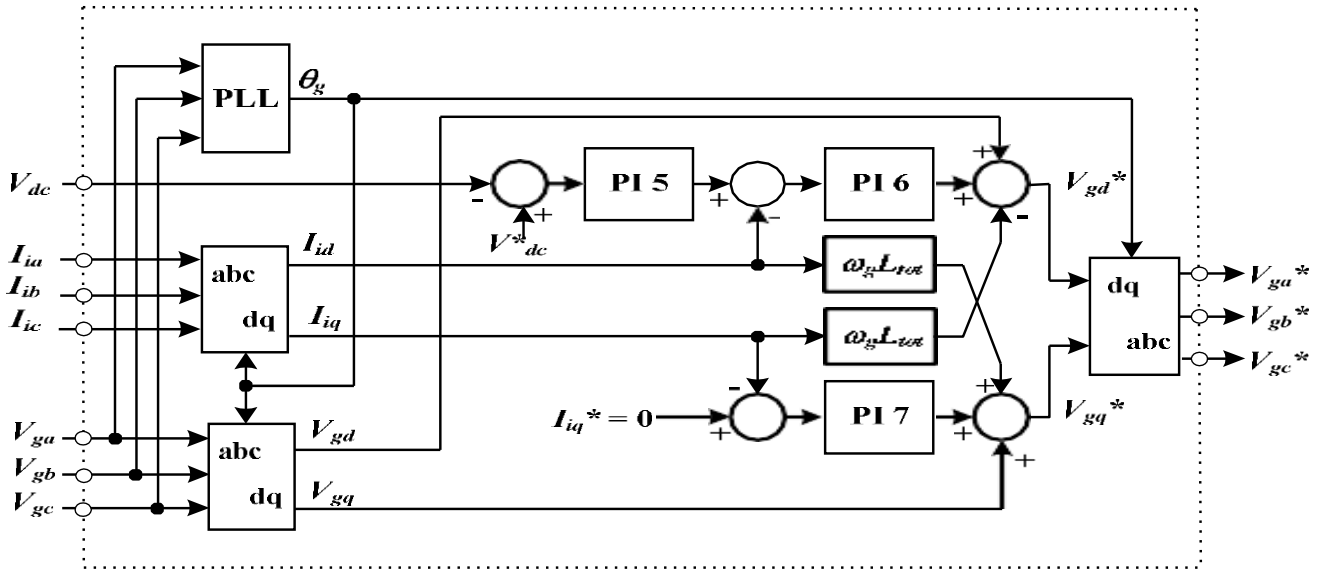 PLL
θg
Vdc
-
+
V*dc
PI 5
+
-
PI 6
+
+
-
Vgd*
Iia
Iib
Iic
abc
dq
Iid
Iiq
ωgLtot
ωgLtot
dq
abc
Vga*
Vgb*
Vgc*
-
Iiq* = 0
+
PI 7
+
+
+
Vgq*
Vga
Vgb
Vgc
abc
dq
Vgd
Vgq